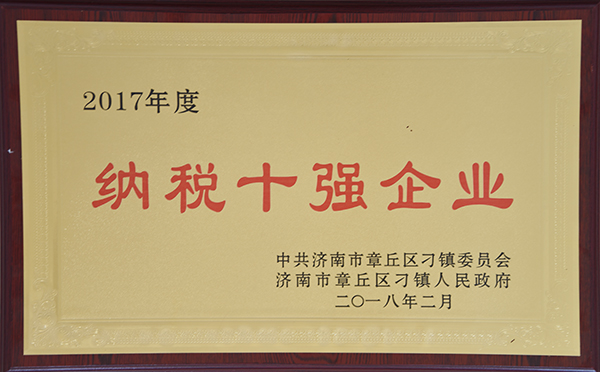 2017年度
纳税十强企业
中共济南市章丘区刁镇委员会
济南市章丘区刁镇人民政府
二〇一八年二月